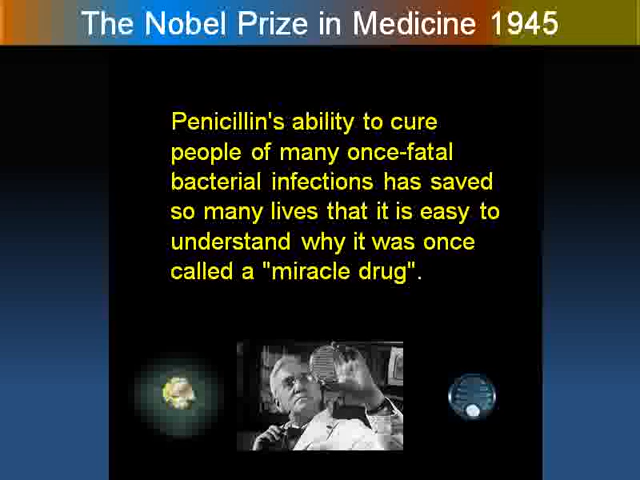 The Nobel Prize in Medicine 1945
Penicillin's ability to cure
people of many once-fatal
bacterial infections has saved
so many lives that it is easy to
understand why it was once
called a "miracle drug".